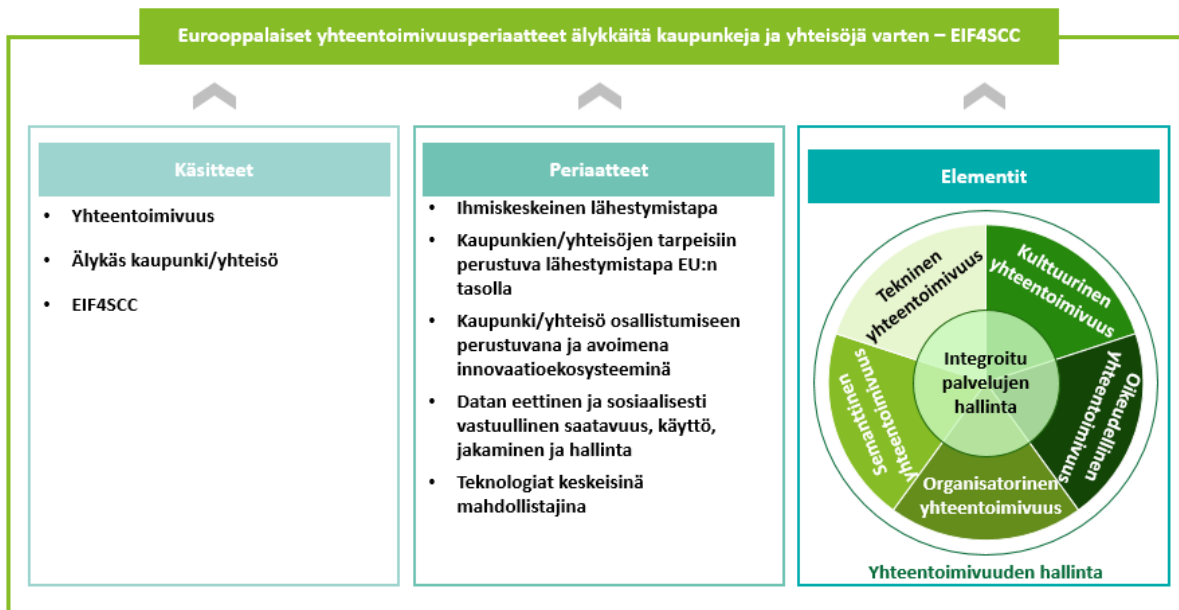 Eurooppalaiset yhteentoimivuusperiaatteet älykkäitä kaupunkeja ja yhteisöjä varten – EIF4SCC
Käsitteet
• Yhteentoimivuus
• Älykäs kaupunki/yhteisö
• EIF4SCC
Periaatteet
• Ihmiskeskeinen lähestymistapa
• Kaupunkien/yhteisöjen tarpeisiin
perustuva lähestymistapa EU:n
tasolla
• Kaupunki/yhteisö osallistumiseen
perustuvana ja avoimena
innovaatioekosysteeminä
• Datan eettinen ja sosiaalisesti
vastuullinen saatavuus, käyttö,
jakaminen ja hallinta
• Teknologiat keskeisinä
mahdollistajina
Elementit
Tekninen
yhteentoimivuus
Kulttuurinen
yhteentoimivuus
Oikeudellinen
yhteentoimivuus
Organisatorinen
yhteentoimivuus
Semanttinen
yhteentoimivuus
Integroitu
palvelujen
hallinta
Yhteentoimivuuden hallinta